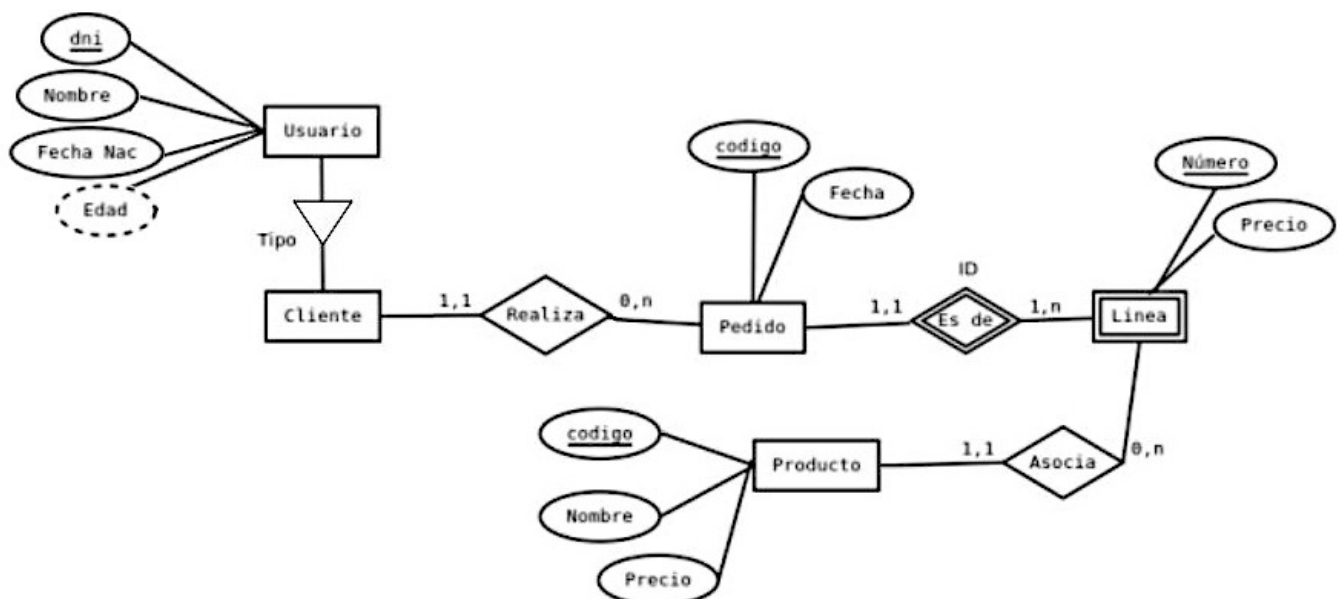 dni
Nombre
Fecha Nac
Edad
Usuario
Tipo
Cliente
1,1
Realiza
0,n
codigo
Fecha
Pedido
1,1
ID
Es de
1,n
Número
Precio
Linea
codigo
Nombre
Precio
Producto
1,1
Asocia
0,n